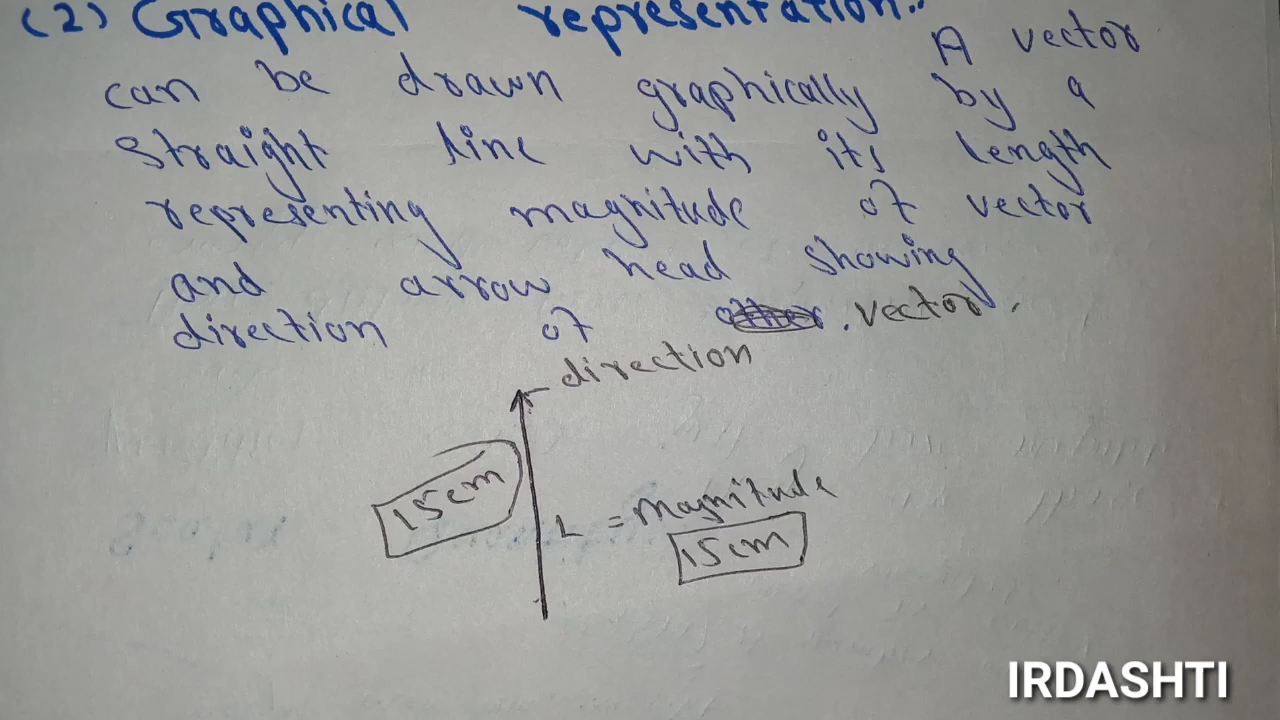 (2) Graphical representation:
A vector
can be drawn graphically by a
straight line with its length
representing magnitude of vector
and arrow head showing
direction of vector.
direction
15cm
L = magnitude
15cm
IRDASHTI